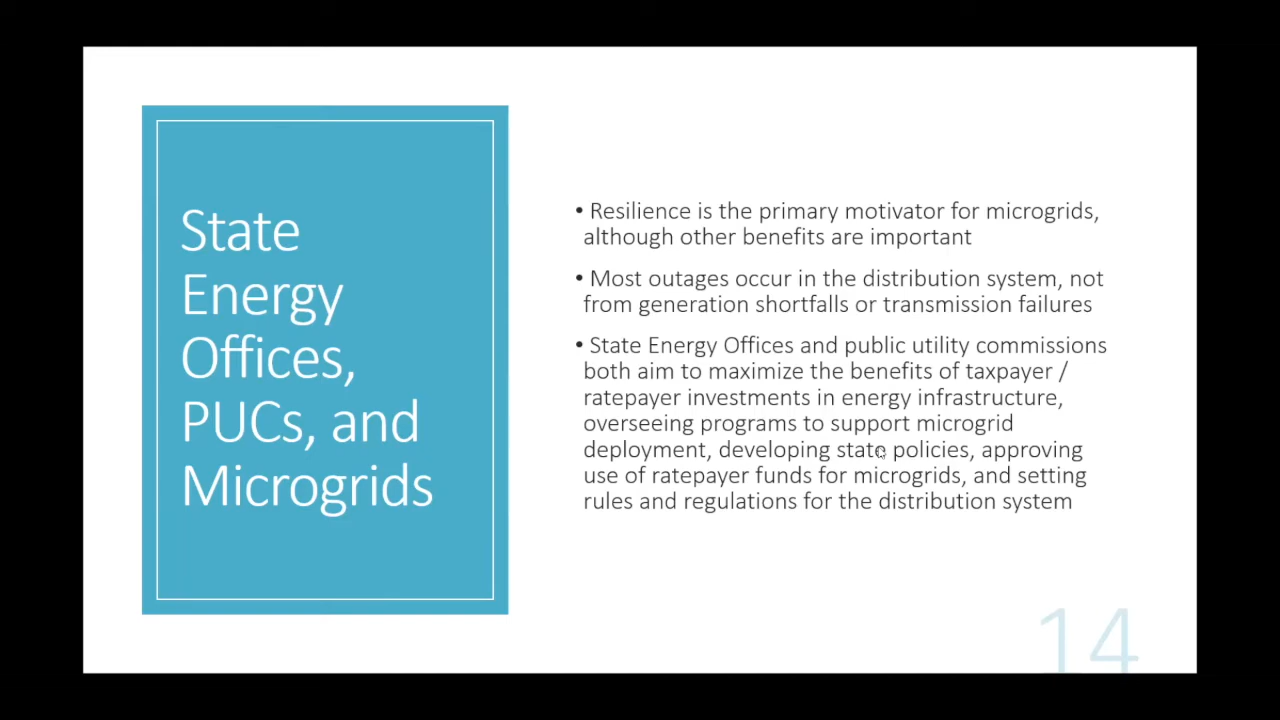 State
Energy
Offices,
PUCs, and
Microgrids
• Resilience is the primary motivator for microgrids,
although other benefits are important
• Most outages occur in the distribution system, not
from generation shortfalls or transmission failures
• State Energy Offices and public utility commissions
both aim to maximize the benefits of taxpayer /
ratepayer investments in energy infrastructure,
overseeing programs to support microgrid
deployment, developing state policies, approving
use of ratepayer funds for microgrids, and setting
rules and regulations for the distribution system
14